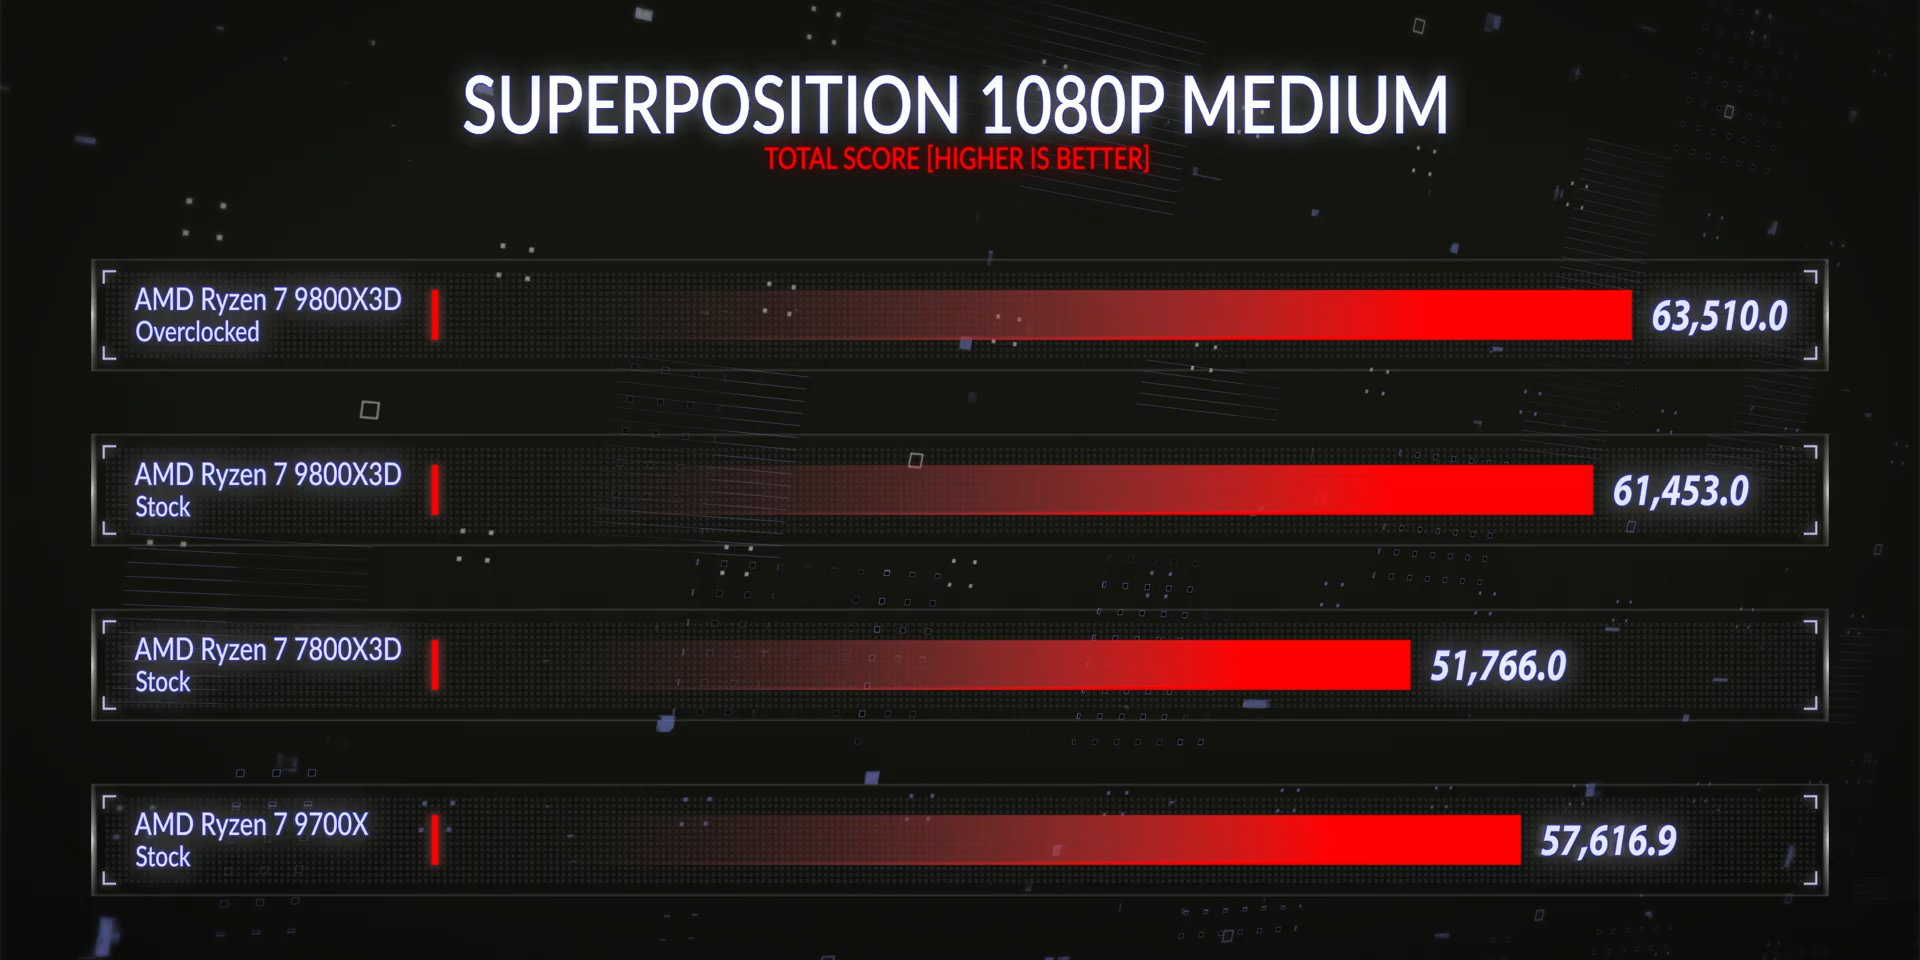 SUPERPOSITION 1080P MEDIUM
TOTAL SCORE [HIGHER IS BETTER]
AMD Ryzen 7 9800X3D
Overclocked
63,510.0
AMD Ryzen 7 9800X3D
Stock
61,453.0
AMD Ryzen 7 7800X3D
Stock
51,766.0
AMD Ryzen 7 9700X
Stock
57,616.9